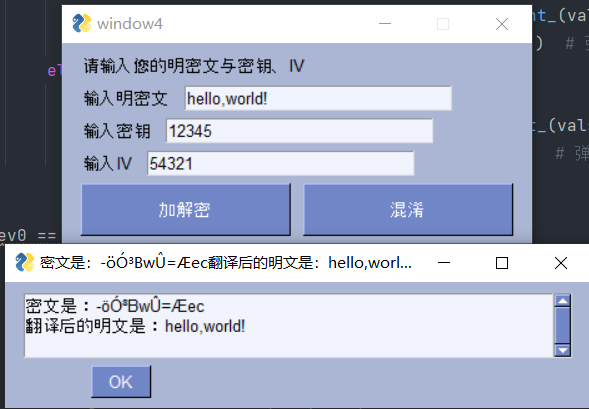 nt_(val
window4
) # 弹
请输入您的明密文与密钥、IV
el
输入明密文 hello,world!
输入密钥 12345
t_(vals
输入IV 54321
# 弹
加解密 混淆
ev0 ==
密文是：-öÓ³BwÛ=Æec翻译后的明文是：hello,worl...
密文是：-öÓ³BwÛ=Æec
翻译后的明文是：hello,world!
OK